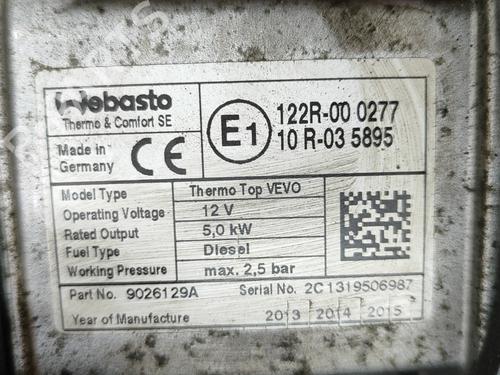 Webasto
Thermo & Comfort SE
Made in
Germany
CE
E1
122R-00 0277
10 R-03 5895
Model Type Thermo Top VEVO
Operating Voltage 12 V
Rated Output 5,0 kW
Fuel Type Diesel
Working Pressure max. 2,5 bar
Part No. 9026129A Serial No. 2C1319506987
Year of Manufacture 2013 2014 2015